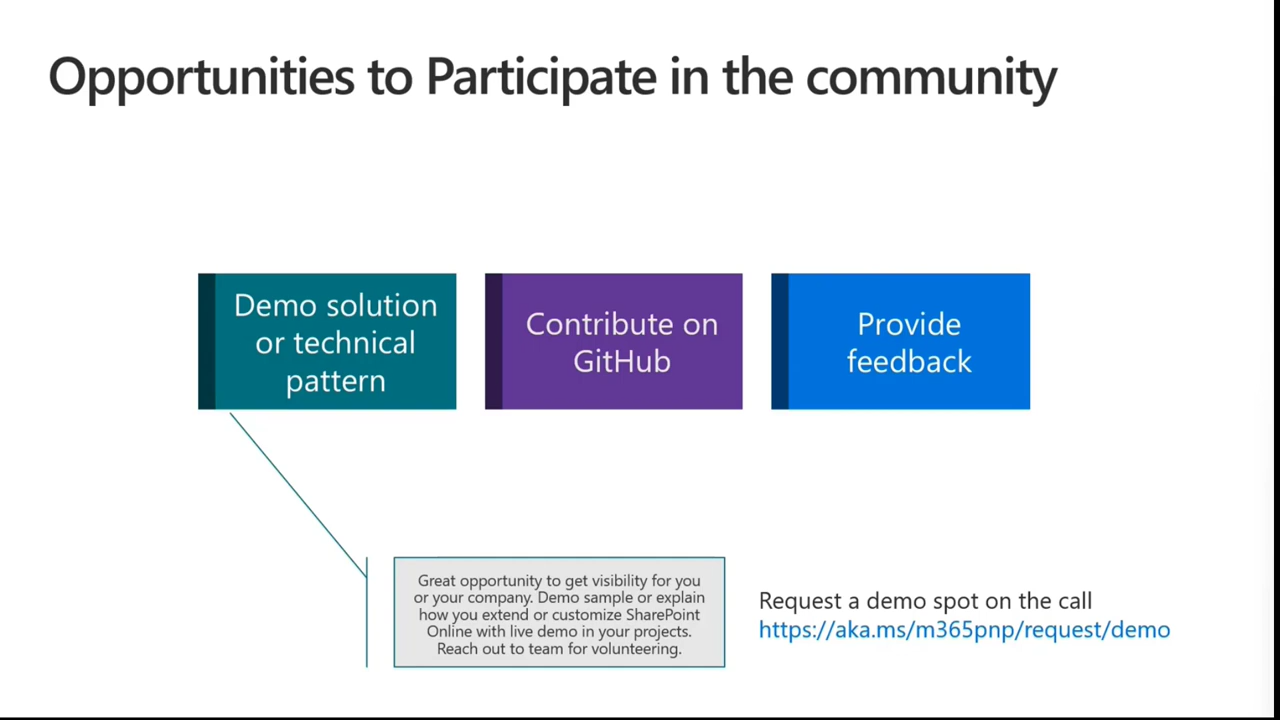 Opportunities to Participate in the community
Demo solution
or technical
pattern
Contribute on
GitHub
Provide
feedback
Great opportunity to get visibility for you
or your company. Demo sample or explain
how you extend or customize SharePoint
Online with live demo in your projects.
Reach out to team for volunteering.
Request a demo spot on the call
https://aka.ms/m365pnp/request/demo